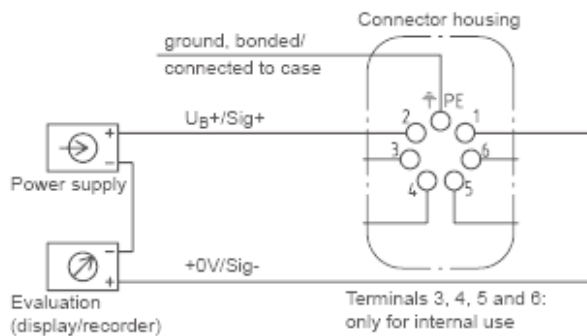 Connector housing
ground, bonded/
connected to case
PE
UB+/Sig+
2
1
+
3
6
-
Power supply
4
5
-
+0V/Sig-
+
Evaluation
(display/recorder)
Terminals 3, 4, 5 and 6:
only for internal use